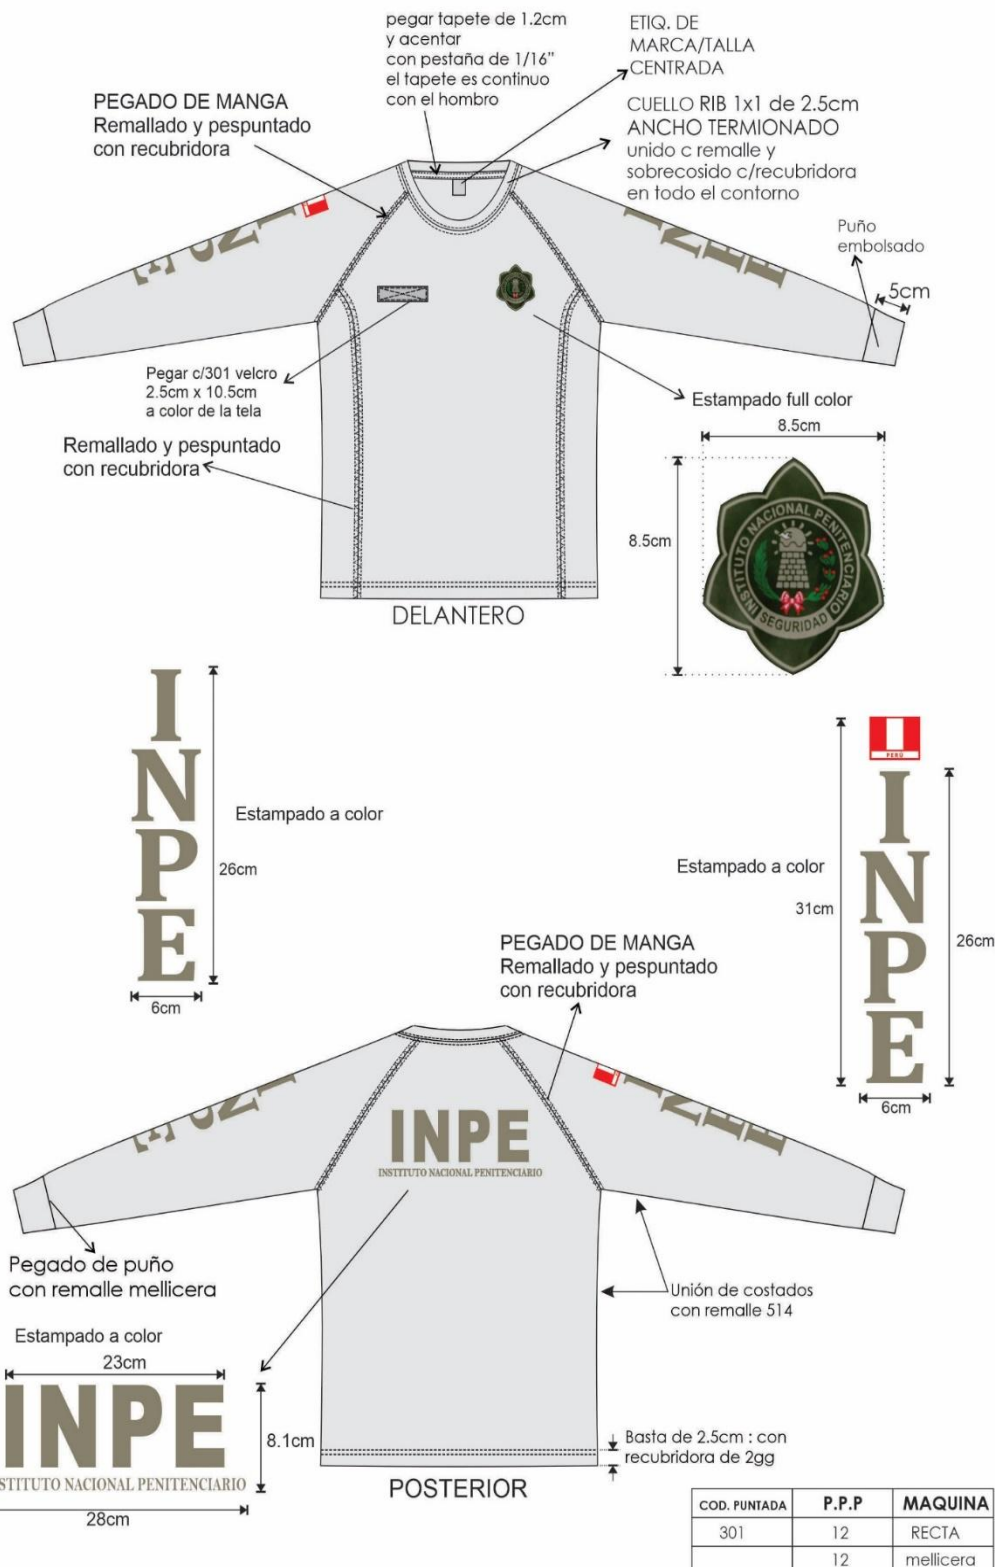 pegar tapete de 1.2cm
y acentar
con pestaña de 1/16"
el tapete es continuo
con el hombro
ETIQ. DE
MARCA/TALLA
CENTRADA
PEGADO DE MANGA
Remallado y pespuntado
con recubridora
CUELLO RIB 1x1 de 2.5cm
ANCHO TERMIONADO
unido c remalle y
sobrecosido c/recubridora
en todo el contorno
Puño
embolsado
5cm
Pegar c/301 velcro
2.5cm x 10.5cm
a color de la tela
Remallado y pespuntado
con recubridora
Estampado full color
8.5cm
8.5cm
INSTITUTO NACIONAL PENITENCIARIO
SEGURIDAD
DELANTERO
I
N
P
E
Estampado a color
26cm
6cm
PERÚ
I
N
P
E
Estampado a color
31cm
26cm
6cm
PEGADO DE MANGA
Remallado y pespuntado
con recubridora
INPE
INSTITUTO NACIONAL PENITENCIARIO
Pegado de puño
con remalle mellicera
Unión de costados
con remalle 514
Estampado a color
23cm
INPE
STITUTO NACIONAL PENITENCIARIO
8.1cm
28cm
Basta de 2.5cm : con
recubridora de 2gg
POSTERIOR
COD. PUNTADA P.P.P MAQUINA
301 12 RECTA
12 mellicera